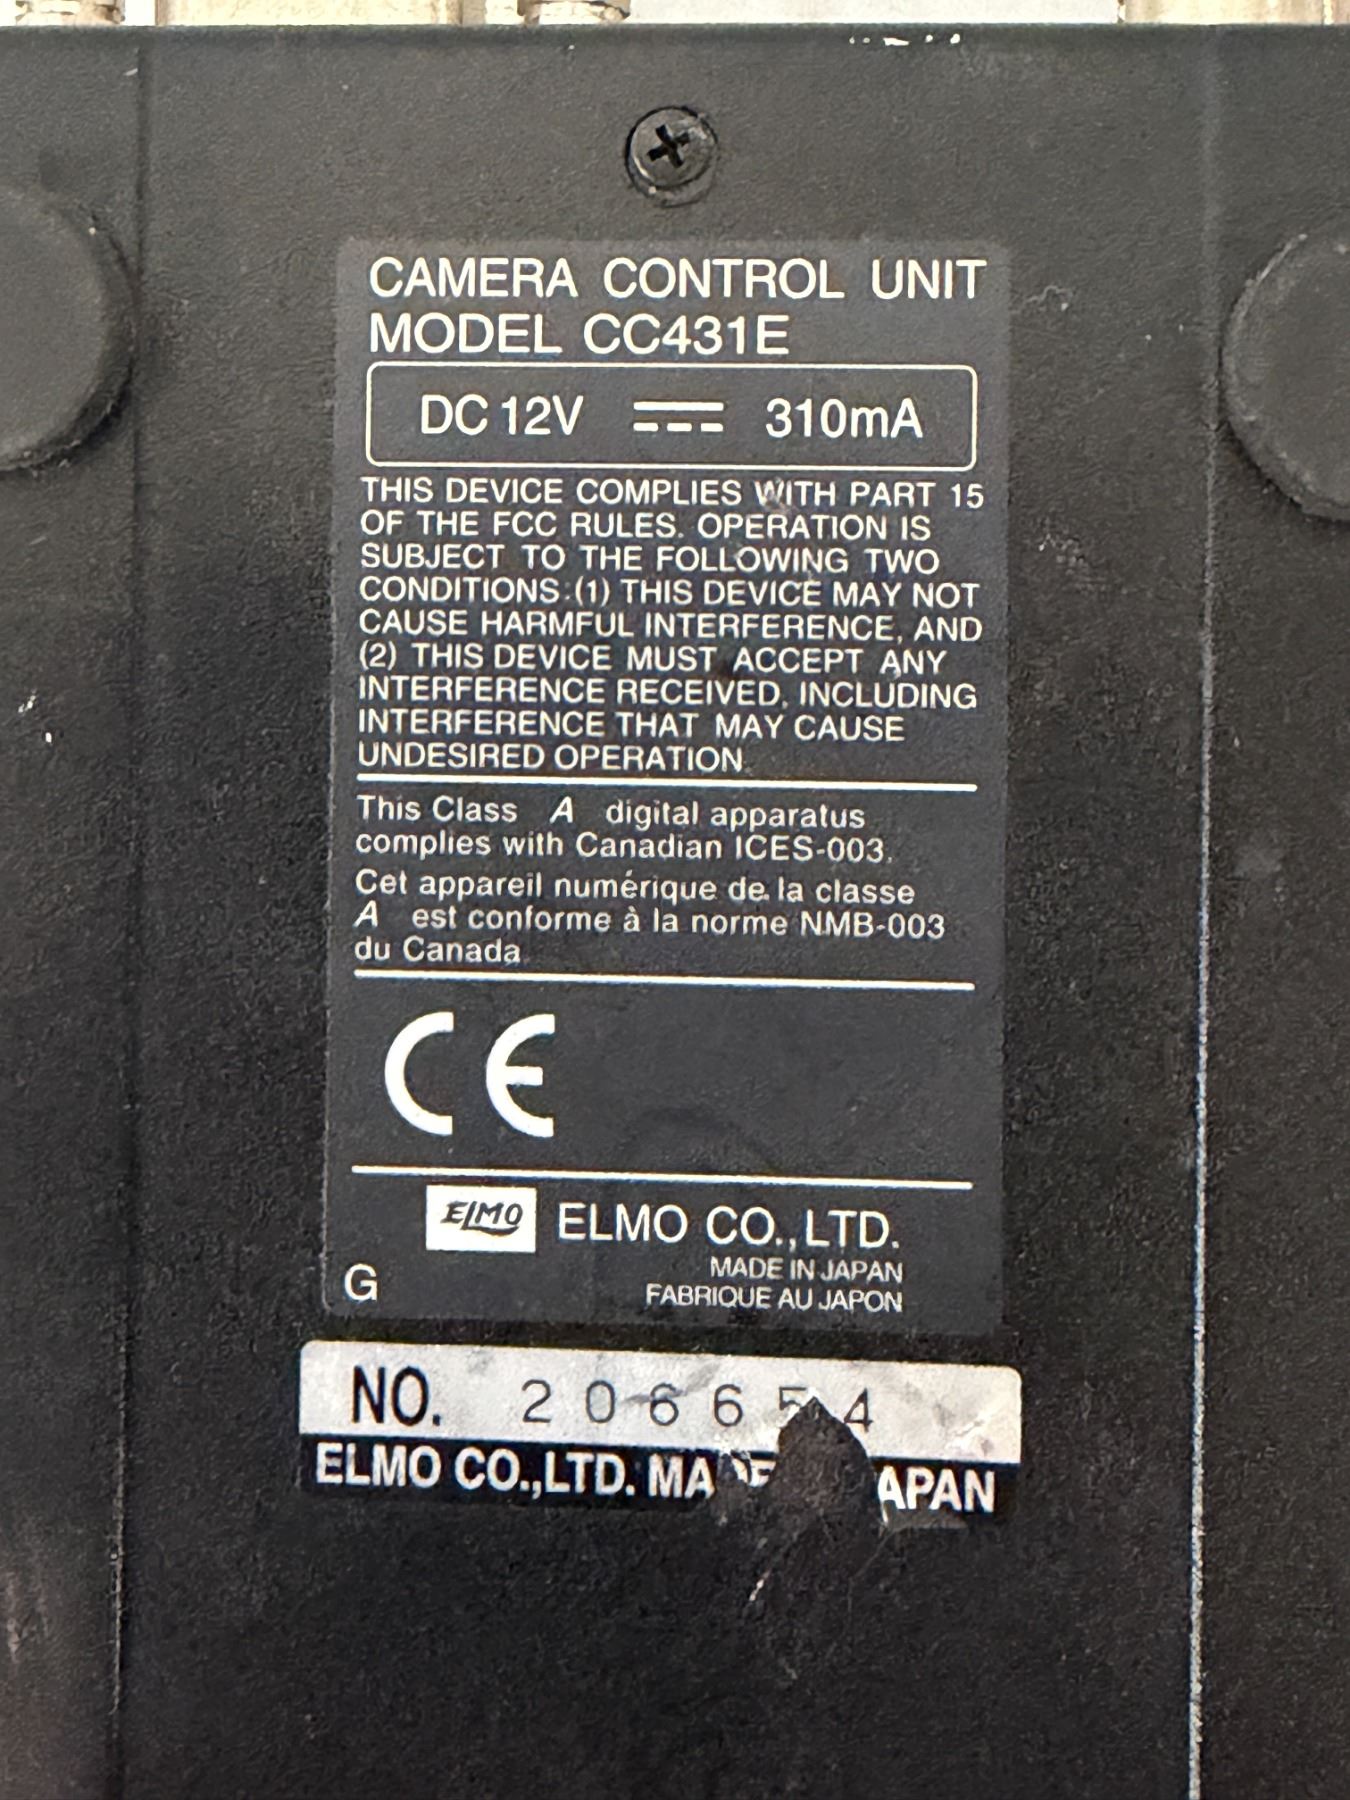 CAMERA CONTROL UNIT
MODEL CC431E
DC 12V 310mA
THIS DEVICE COMPLIES WITH PART 15
OF THE FCC RULES. OPERATION IS
SUBJECT TO THE FOLLOWING TWO
CONDITIONS:(1) THIS DEVICE MAY NOT
CAUSE HARMFUL INTERFERENCE, AND
(2) THIS DEVICE MUST ACCEPT ANY
INTERFERENCE RECEIVED, INCLUDING
INTERFERENCE THAT MAY CAUSE
UNDESIRED OPERATION.
This Class A digital apparatus
complies with Canadian ICES-003.
Cet appareil numérique de la classe
A est conforme à la norme NMB-003
du Canada
CE
ELMO ELMO CO.,LTD.
MADE IN JAPAN
G FABRIQUE AU JAPON
NO. 206654
ELMO CO.,LTD.